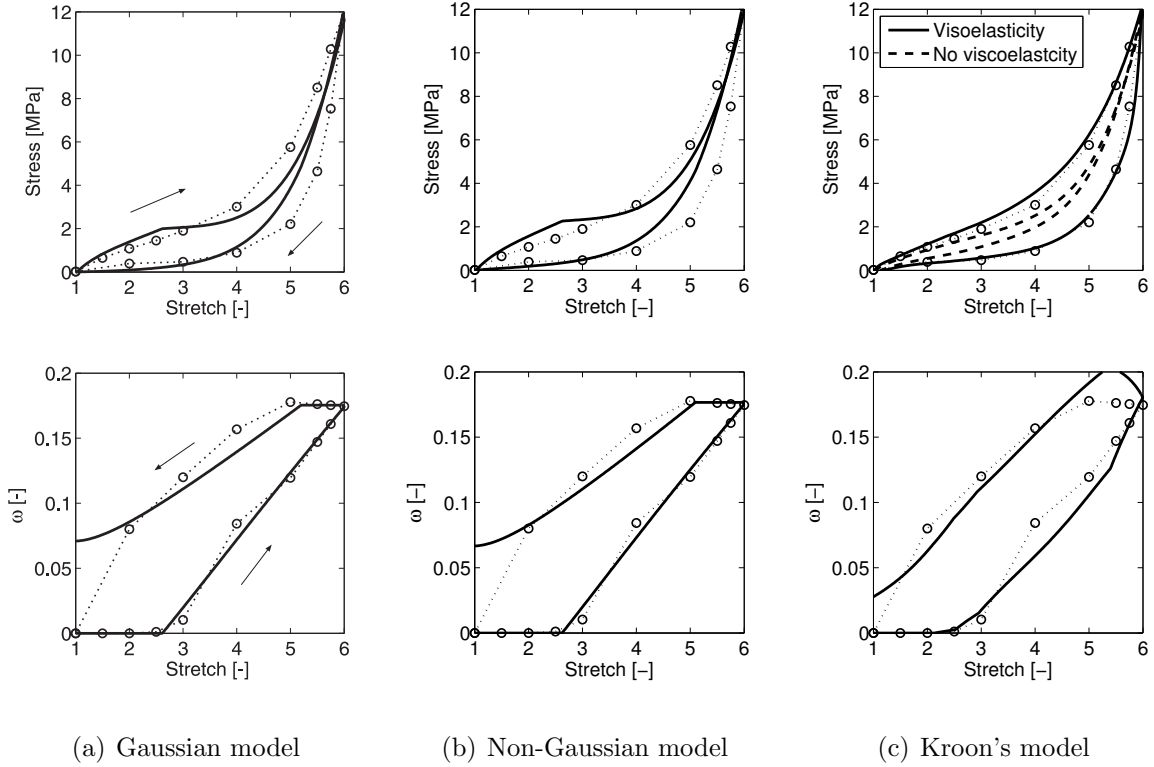 12
10
8
6
4
2
0
Stress [MPa]
1 2 3 4 5 6
Stretch [-]
12
10
8
6
4
2
0
Stress [MPa]
1 2 3 4 5 6
Stretch [−]
12
10
8
6
4
2
0
Stress [MPa]
Visoelasticity
No viscoelastcity
1 2 3 4 5 6
Stretch [−]
0.2
0.15
0.1
0.05
0
ω [-]
1 2 3 4 5 6
Stretch [-]
0.2
0.15
0.1
0.05
0
ω [−]
1 2 3 4 5 6
Stretch [−]
0.2
0.15
0.1
0.05
0
ω [−]
1 2 3 4 5 6
Stretch [−]
(a) Gaussian model
(b) Non-Gaussian model
(c) Kroon's model